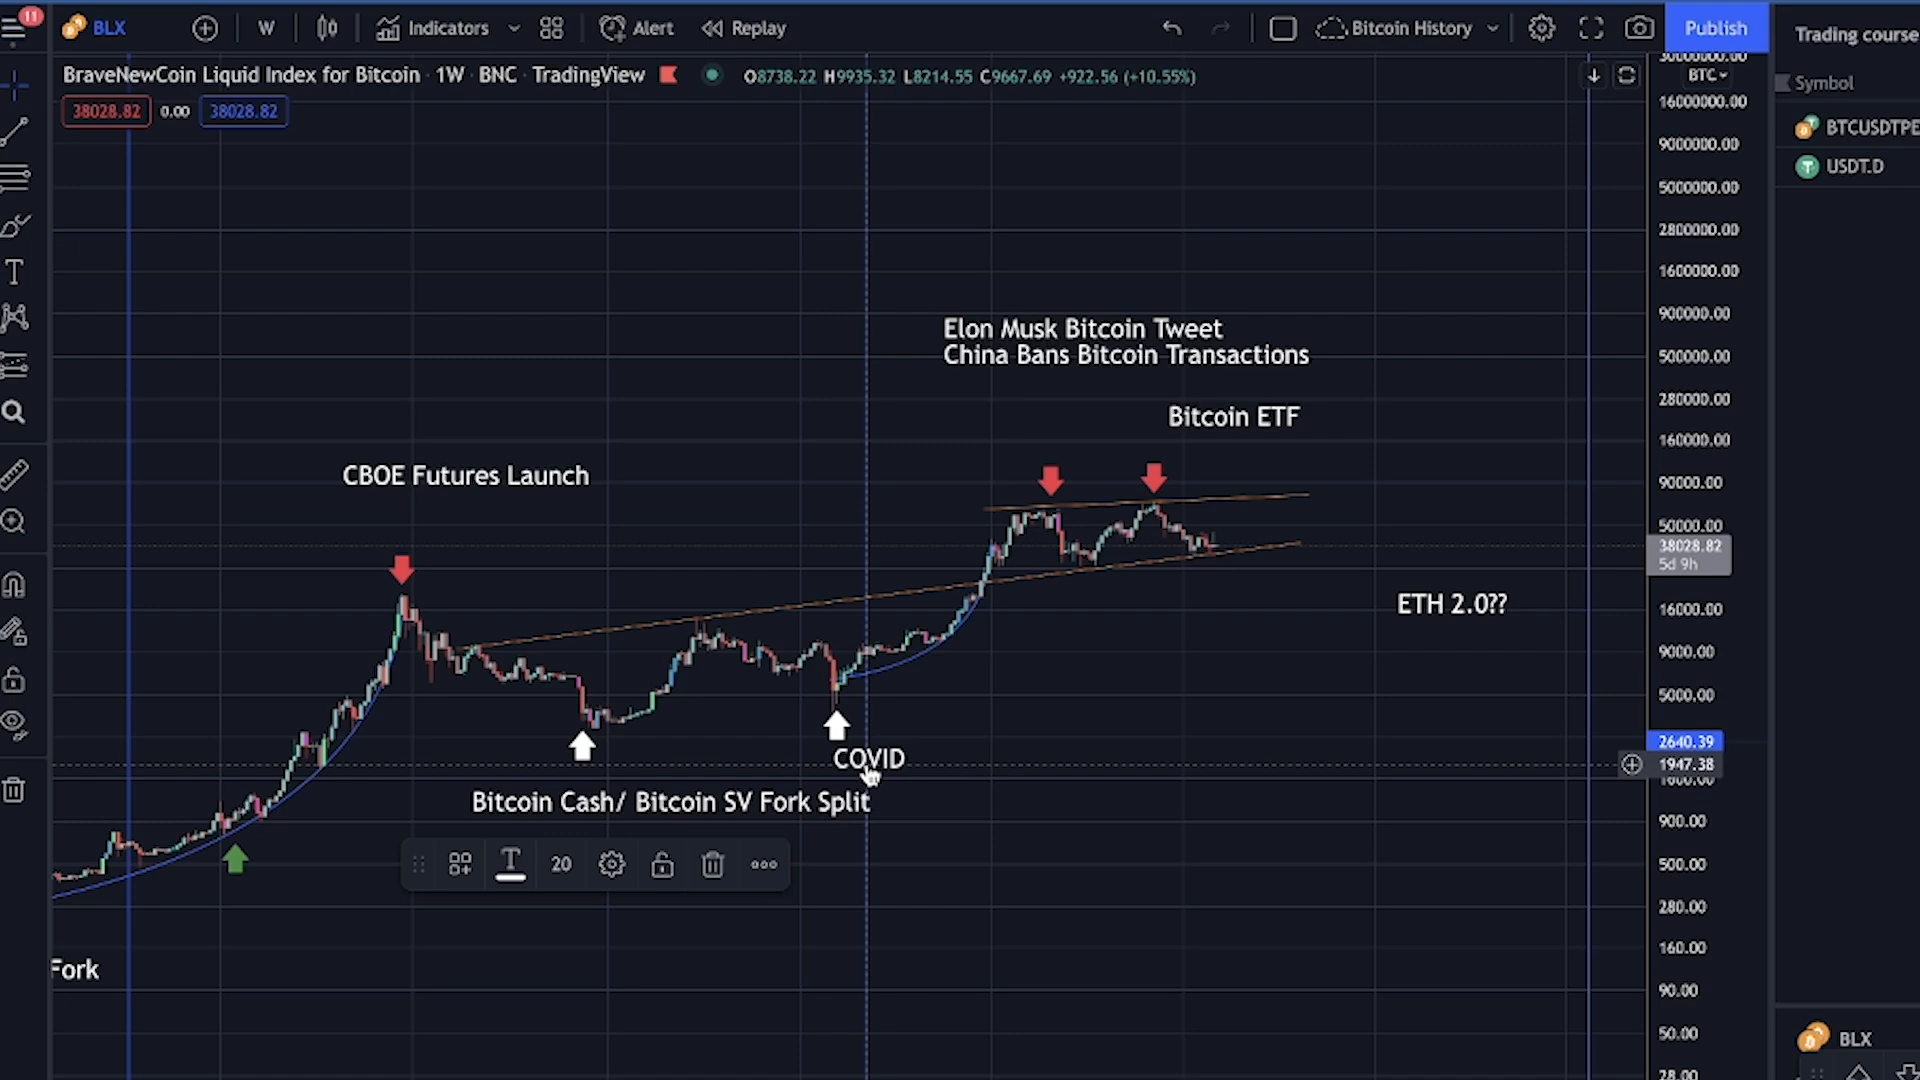 11
BLX
W
Indicators
Alert
Replay
Bitcoin History
Publish
Trading course
BraveNewCoin Liquid Index for Bitcoin · 1W · BNC · TradingView
O8738.22 H9935.32 L8214.55 C9667.69 +922.56 (+10.55%)
BTC
Symbol
38028.82 0.00 38028.82
BTCUSDTPE
USDT.D
30000000.00
16000000.00
9000000.00
5000000.00
2800000.00
1600000.00
900000.00
500000.00
280000.00
160000.00
90000.00
50000.00
38028.82
5d 9h
16000.00
9000.00
5000.00
2640.39
1947.38
1600.00
900.00
500.00
280.00
160.00
90.00
50.00
28.00
Elon Musk Bitcoin Tweet
China Bans Bitcoin Transactions
Bitcoin ETF
CBOE Futures Launch
ETH 2.0??
COVID
Bitcoin Cash/ Bitcoin SV Fork Split
T
20
Fork
BLX